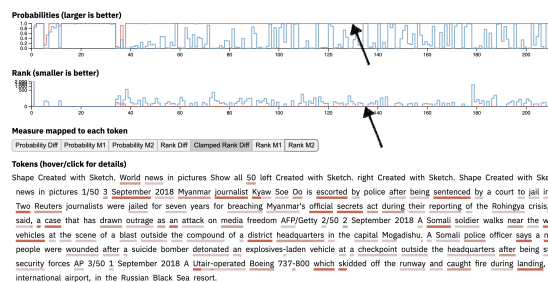 Probabilities (larger is better)
1.0
0.8
0.6
0.4
0.2
0.0
0 20 40 60 80 100 120 140 160 180 200
Rank (smaller is better)
0 20 40 60 80 100 120 140 160 180 200
Measure mapped to each token
Probability Diff Probability M1 Probability M2 Rank Diff Clamped Rank Diff Rank M1 Rank M2
Tokens (hover/click for details)
Shape Created with Sketch. World news in pictures Show all 50 left Created with Sketch. right Created with Sketch. Shape Created with Ske
news in pictures 1/50 3 September 2018 Myanmar journalist Kyaw Soe Oo is escorted by police after being sentenced by a court to jail in
Two Reuters journalists were jailed for seven years for breaching Myanmar's official secrets act during their reporting of the Rohingya crisis,
said, a case that has drawn outrage as an attack on media freedom AFP/Getty 2/50 2 September 2018 A Somali soldier walks near the w
vehicles at the scene of a blast outside the compound of a district headquarters in the capital Mogadishu. A Somali police officer says a n
people were wounded after a suicide bomber detonated an explosives-laden vehicle at a checkpoint outside the headquarters after being st
security forces AP 3/50 1 September 2018 A Utair-operated Boeing 737-800 which skidded off the runway and caught fire during landing,
international airport, in the Russian Black Sea resort.